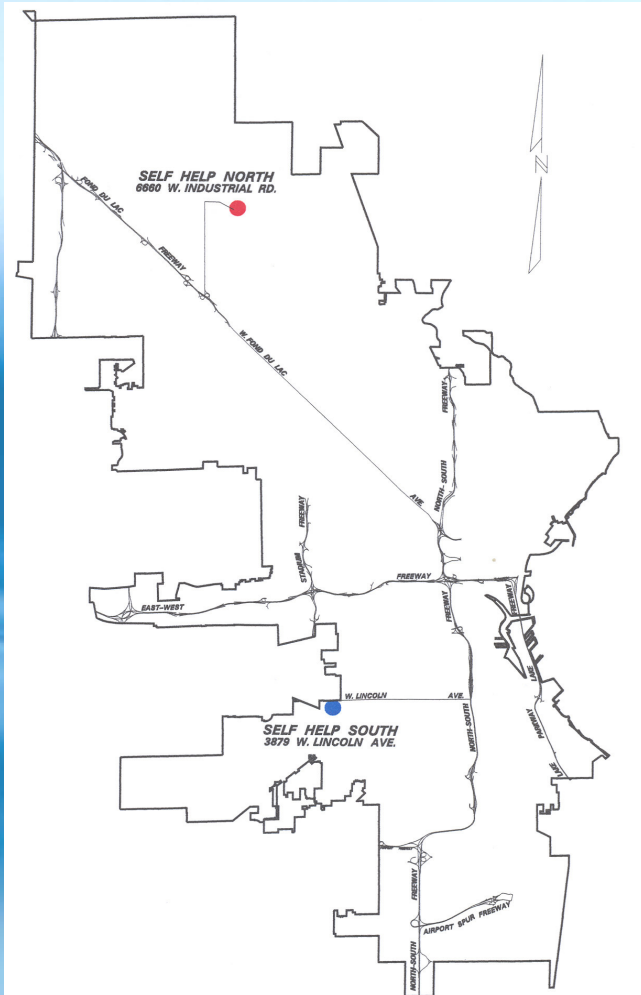 N
SELF HELP NORTH
6660 W. INDUSTRIAL RD.
FOND DU LAC
FREEWAY
W. FOND DU LAC
AVE.
FREEWAY
NORTH-SOUTH
FREEWAY
STADIUM
FREEWAY
EAST-WEST
FREEWAY
FREEWAY
LAKE
W. LINCOLN AVE.
SELF HELP SOUTH
3879 W. LINCOLN AVE.
NORTH-SOUTH
PARKWAY
LAKE
FREEWAY
AIRPORT SPUR FREEWAY
NORTH-SOUTH